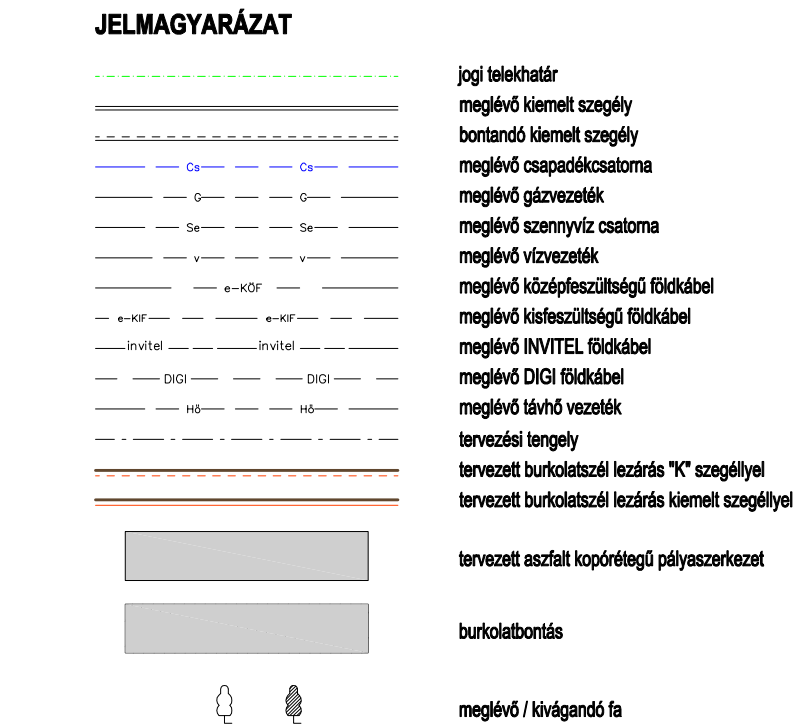 JELMAGYARÁZAT
jogi telekhatár
meglévő kiemelt szegély
bontandó kiemelt szegély
Cs Cs meglévő csapadékcsatorna
G G meglévő gázvezeték
Se Se meglévő szennyvíz csatorna
v v meglévő vízvezeték
e-KÖF meglévő középfeszültségű földkábel
e-KIF e-KIF meglévő kisfeszültségű földkábel
invitel invitel meglévő INVITEL földkábel
DIGI DIGI meglévő DIGI földkábel
Hő Hő meglévő távhő vezeték
tervezési tengely
tervezett burkolatszél lezárás "K" szegéllyel
tervezett burkolatszél lezárás kiemelt szegéllyel
tervezett aszfalt kopórétegű pályaszerkezet
burkolatbontás
meglévő / kivágandó fa